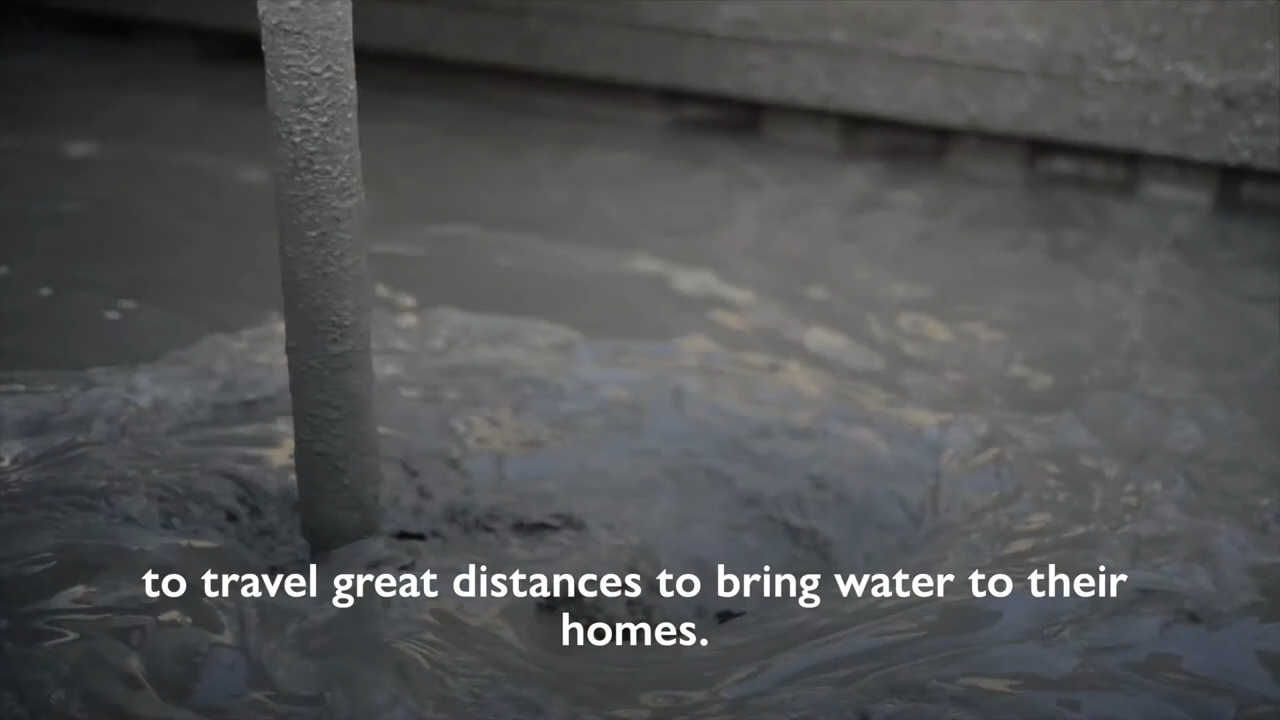 to travel great distances to bring water to their
homes.